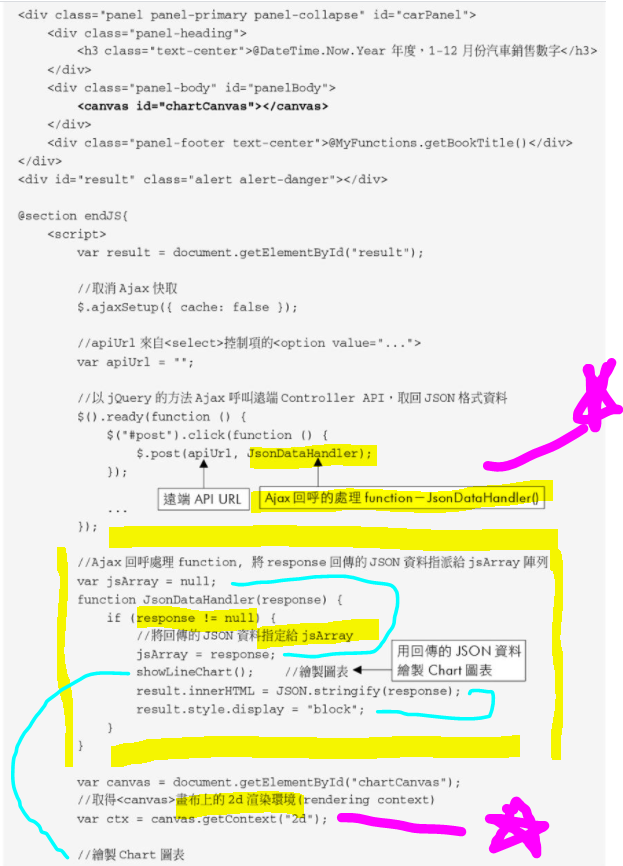 <div class="panel panel-primary panel-collapse" id="carPanel">
<div class="panel-heading">
<h3 class="text-center">@DateTime.Now.Year 年度，1-12 月份汽車銷售數字</h3>
</div>
<div class="panel-body" id="panelBody">
<canvas id="chartCanvas"></canvas>
</div>
<div class="panel-footer text-center">@MyFunctions.getBookTitle()</div>
</div>
<div id="result" class="alert alert-danger"></div>
@section endJS{
<script>
var result = document.getElementById("result");
//取消 Ajax 快取
$.ajaxSetup({ cache: false });
//apiUrl 來自<select>控制項的<option value="...">
var apiUrl = "";
//以 jQuery 的方法 Ajax 呼叫遠端 Controller API，取回 JSON 格式資料
$().ready(function () {
$("#post").click(function () {
$.post(apiUrl, JsonDataHandler);
});
遠端 API URL
Ajax 回呼的處理 function－JsonDataHandler()
...
});
//Ajax 回呼處理 function, 將 response 回傳的 JSON 資料指派給 jsArray 陣列
var jsArray = null;
function JsonDataHandler(response) {
if (response != null) {
//將回傳的 JSON 資料指定給 jsArray
jsArray = response;
showLineChart();    //繪製圖表
用回傳的 JSON 資料
繪製 Chart 圖表
result.innerHTML = JSON.stringify(response);
result.style.display = "block";
}
}
var canvas = document.getElementById("chartCanvas");
//取得<canvas>畫布上的 2d 渲染環境(rendering context)
var ctx = canvas.getContext("2d");
//繪製 Chart 圖表